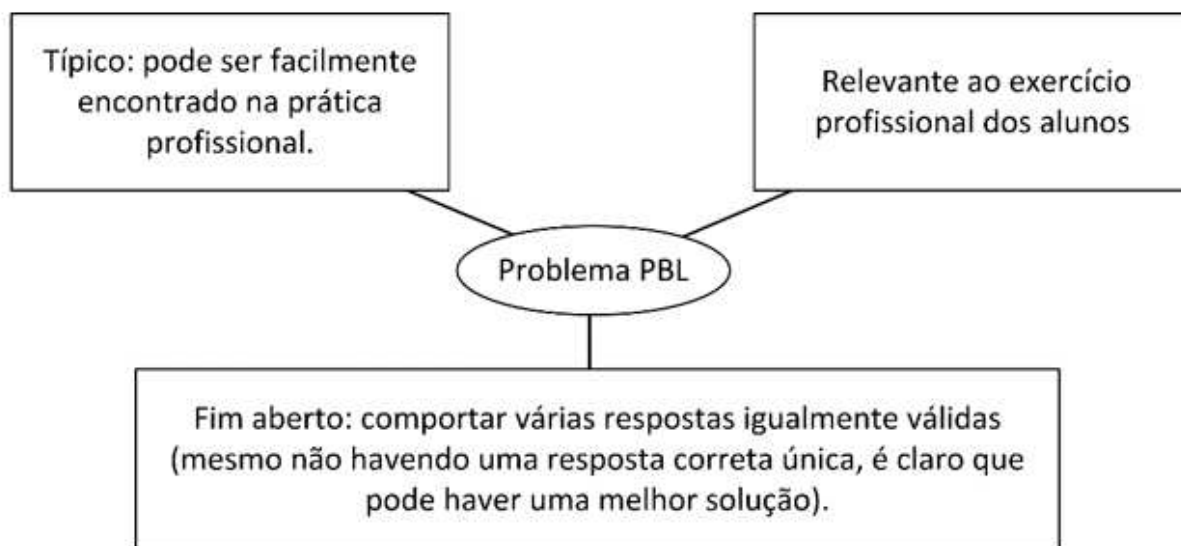 Típico: pode ser facilmente
encontrado na prática
profissional.
Relevante ao exercício
profissional dos alunos
Problema PBL
Fim aberto: comportar várias respostas igualmente válidas
(mesmo não havendo uma resposta correta única, é claro que
pode haver uma melhor solução).